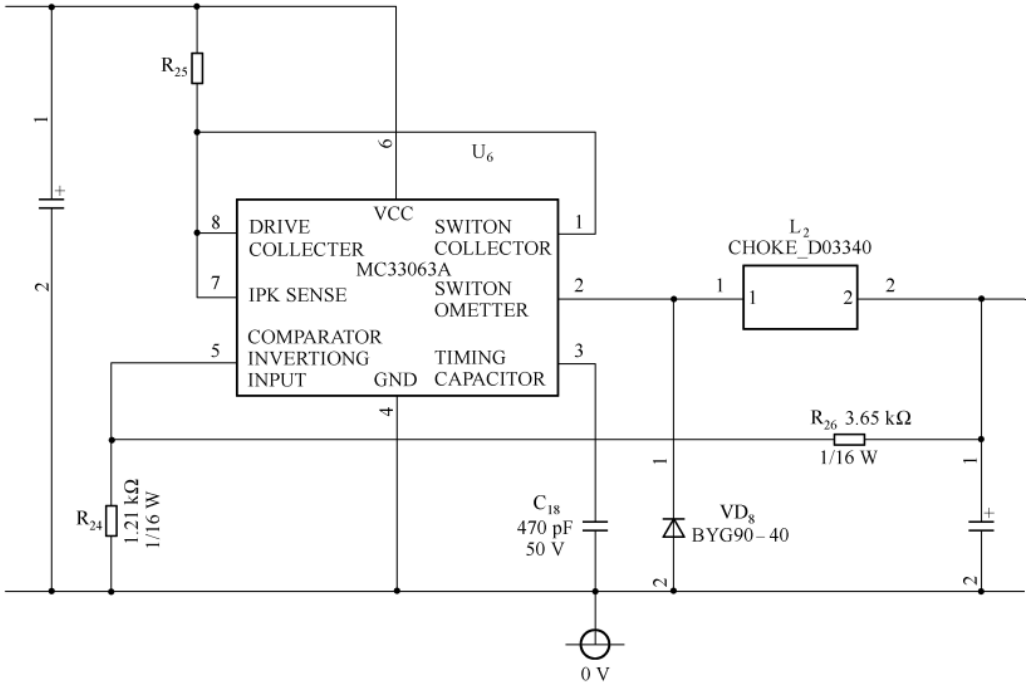 R25
1
6
U6
VCC
8
DRIVE
COLLECTER
SWITON
COLLECTOR
1
L2
CHOKE_D03340
MC33063A
2
7
IPK SENSE
SWITON
OMETTER
2
1
1
2
2
5
COMPARATOR
INVERTIONG
INPUT
GND
TIMING
CAPACITOR
3
4
R26 3.65 kΩ
1/16 W
1
1
R24
1.21 kΩ
1/16 W
C18
470 pF
50 V
VD8
BYG90-40
2
2
0 V